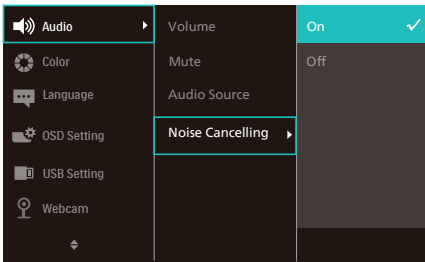 Audio
Color
Language
OSD Setting
USB Setting
Webcam
Volume
Mute
Audio Source
Noise Cancelling
On
Off